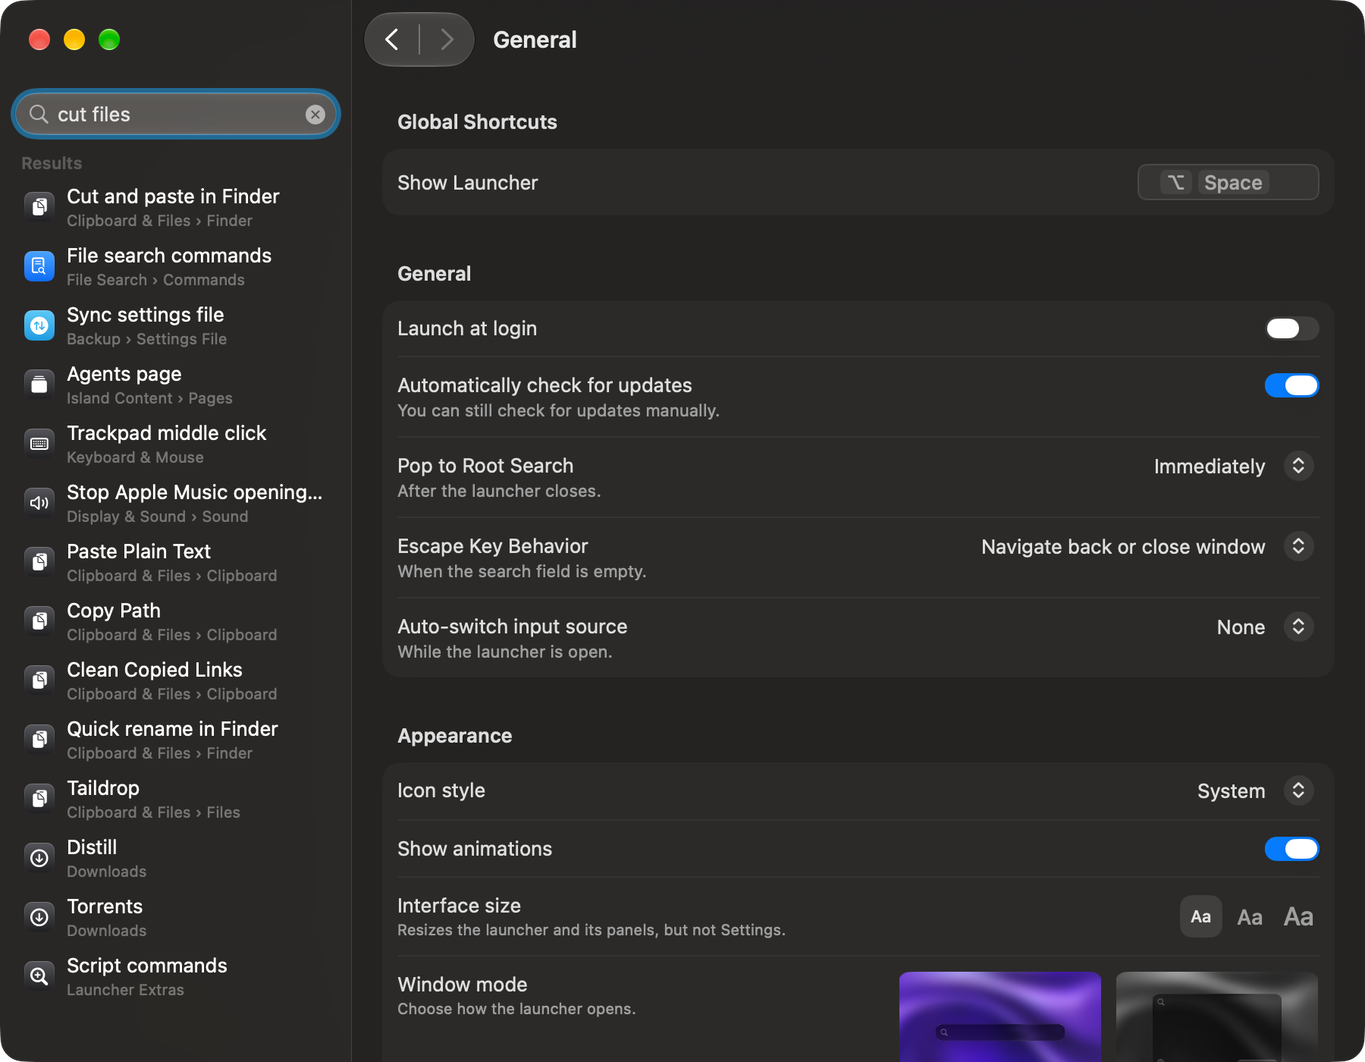 General
cut files
Results
Cut and paste in Finder
Clipboard & Files › Finder
File search commands
File Search › Commands
Sync settings file
Backup › Settings File
Agents page
Island Content › Pages
Trackpad middle click
Keyboard & Mouse
Stop Apple Music opening...
Display & Sound › Sound
Paste Plain Text
Clipboard & Files › Clipboard
Copy Path
Clipboard & Files › Clipboard
Clean Copied Links
Clipboard & Files › Clipboard
Quick rename in Finder
Clipboard & Files › Finder
Taildrop
Clipboard & Files › Files
Distill
Downloads
Torrents
Downloads
Script commands
Launcher Extras
Global Shortcuts
Show Launcher ⌥ Space
General
Launch at login
Automatically check for updates
You can still check for updates manually.
Pop to Root Search Immediately
After the launcher closes.
Escape Key Behavior Navigate back or close window
When the search field is empty.
Auto-switch input source None
While the launcher is open.
Appearance
Icon style System
Show animations
Interface size Aa Aa Aa
Resizes the launcher and its panels, but not Settings.
Window mode
Choose how the launcher opens.